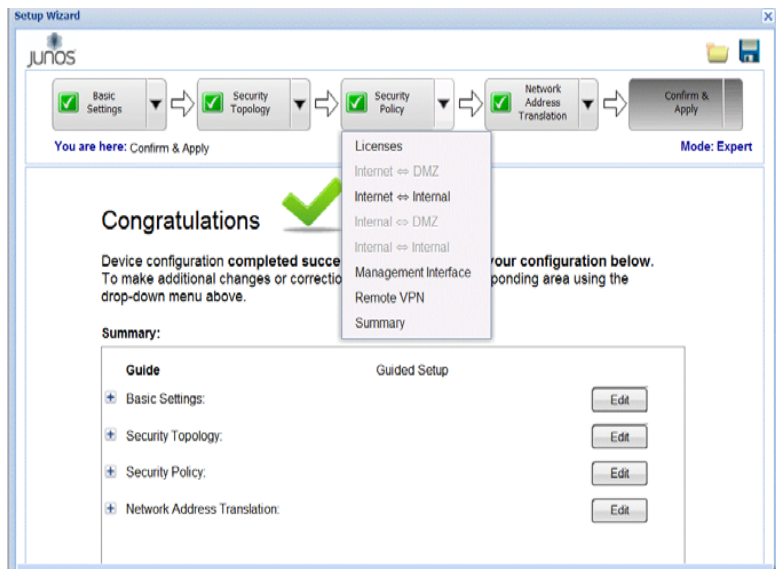 Setup Wizard
JUNOS
Basic Settings
Security Topology
Security Policy
Network Address Translation
Confirm & Apply
You are here: Confirm & Apply
Mode: Expert
Licenses
Internet ⇔ DMZ
Internet ⇔ Internal
Internal ⇔ DMZ
Internal ⇔ Internal
Management Interface
Remote VPN
Summary
Congratulations
Device configuration completed succe your configuration below.
To make additional changes or correctio ponding area using the
drop-down menu above.
Summary:
Guide Guided Setup
Basic Settings: Edit
Security Topology: Edit
Security Policy: Edit
Network Address Translation: Edit